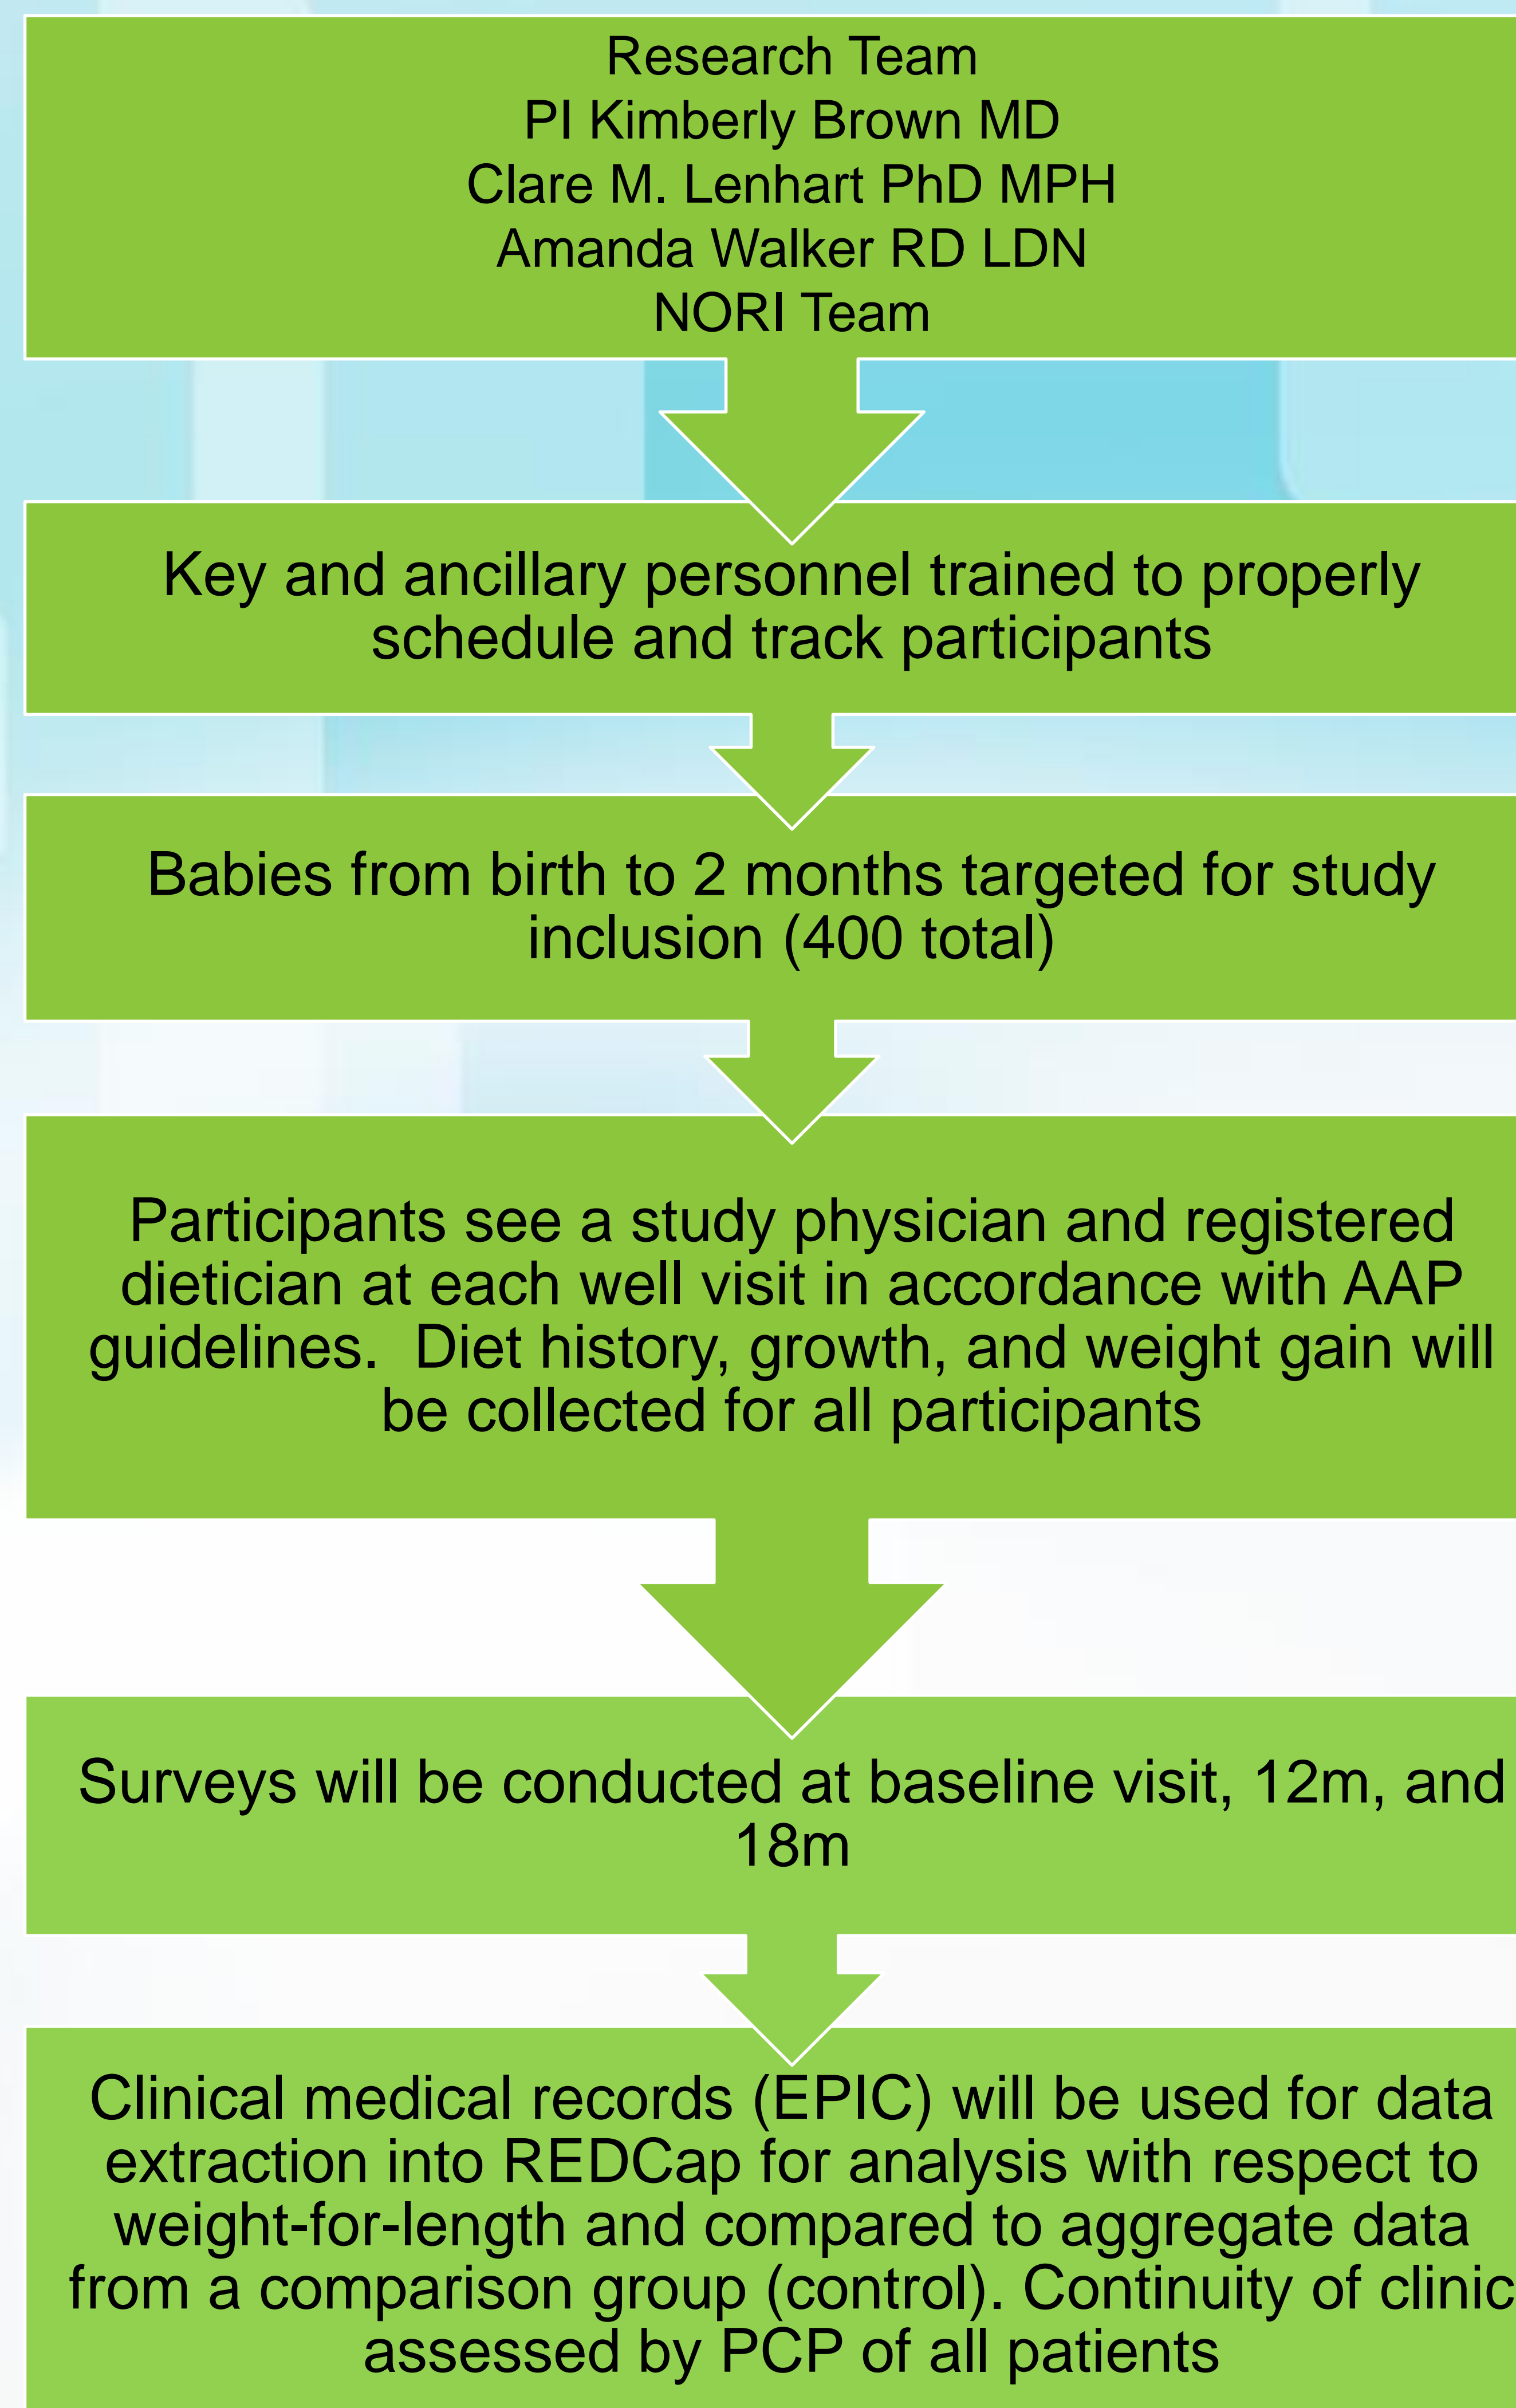 Research Team
PI Kimberly Brown MD
Clare M. Lenhart PhD MPH
Amanda Walker RD LDN
NORI Team
Key and ancillary personnel trained to properly
schedule and track participants
Babies from birth to 2 months targeted for study
inclusion (400 total)
Participants see a study physician and registered
dietician at each well visit in accordance with AAP
guidelines.  Diet history, growth, and weight gain will
be collected for all participants
Surveys will be conducted at baseline visit, 12m, and
18m
Clinical medical records (EPIC) will be used for data
extraction into REDCap for analysis with respect to
weight-for-length and compared to aggregate data
from a comparison group (control). Continuity of clinic
assessed by PCP of all patients